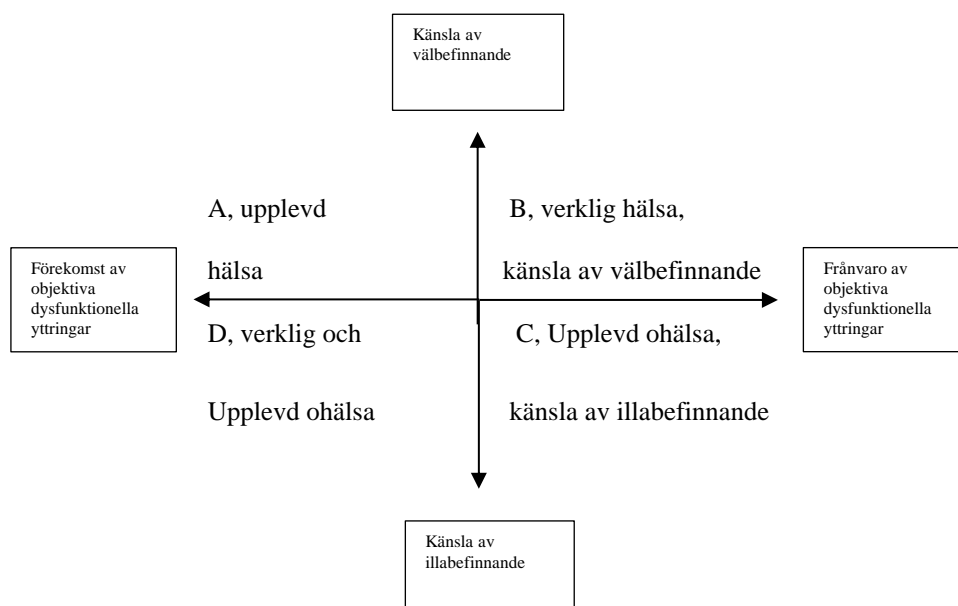 Känsla av
välbefinnande
A, upplevd
hälsa
B, verklig hälsa,
känsla av välbefinnande
Förekomst av
objektiva
dysfunktionella
yttringar
Frånvaro av
objektiva
dysfunktionella
yttringar
D, verklig och
Upplevd ohälsa
C, Upplevd ohälsa,
känsla av illabefinnande
Känsla av
illabefinnande